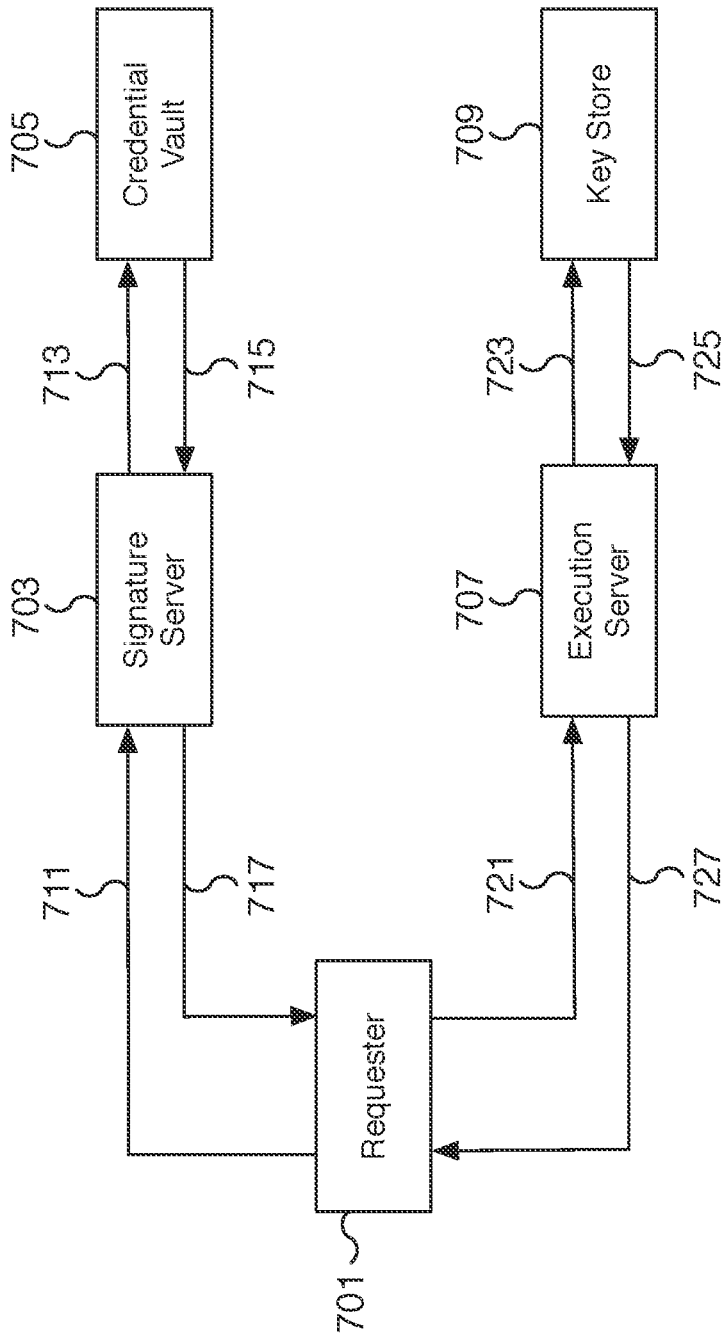 705
Credential
Vault
713
715
703
Signature
Server
711
717
Requester
701
709
Key Store
723
725
707
Execution
Server
721
727